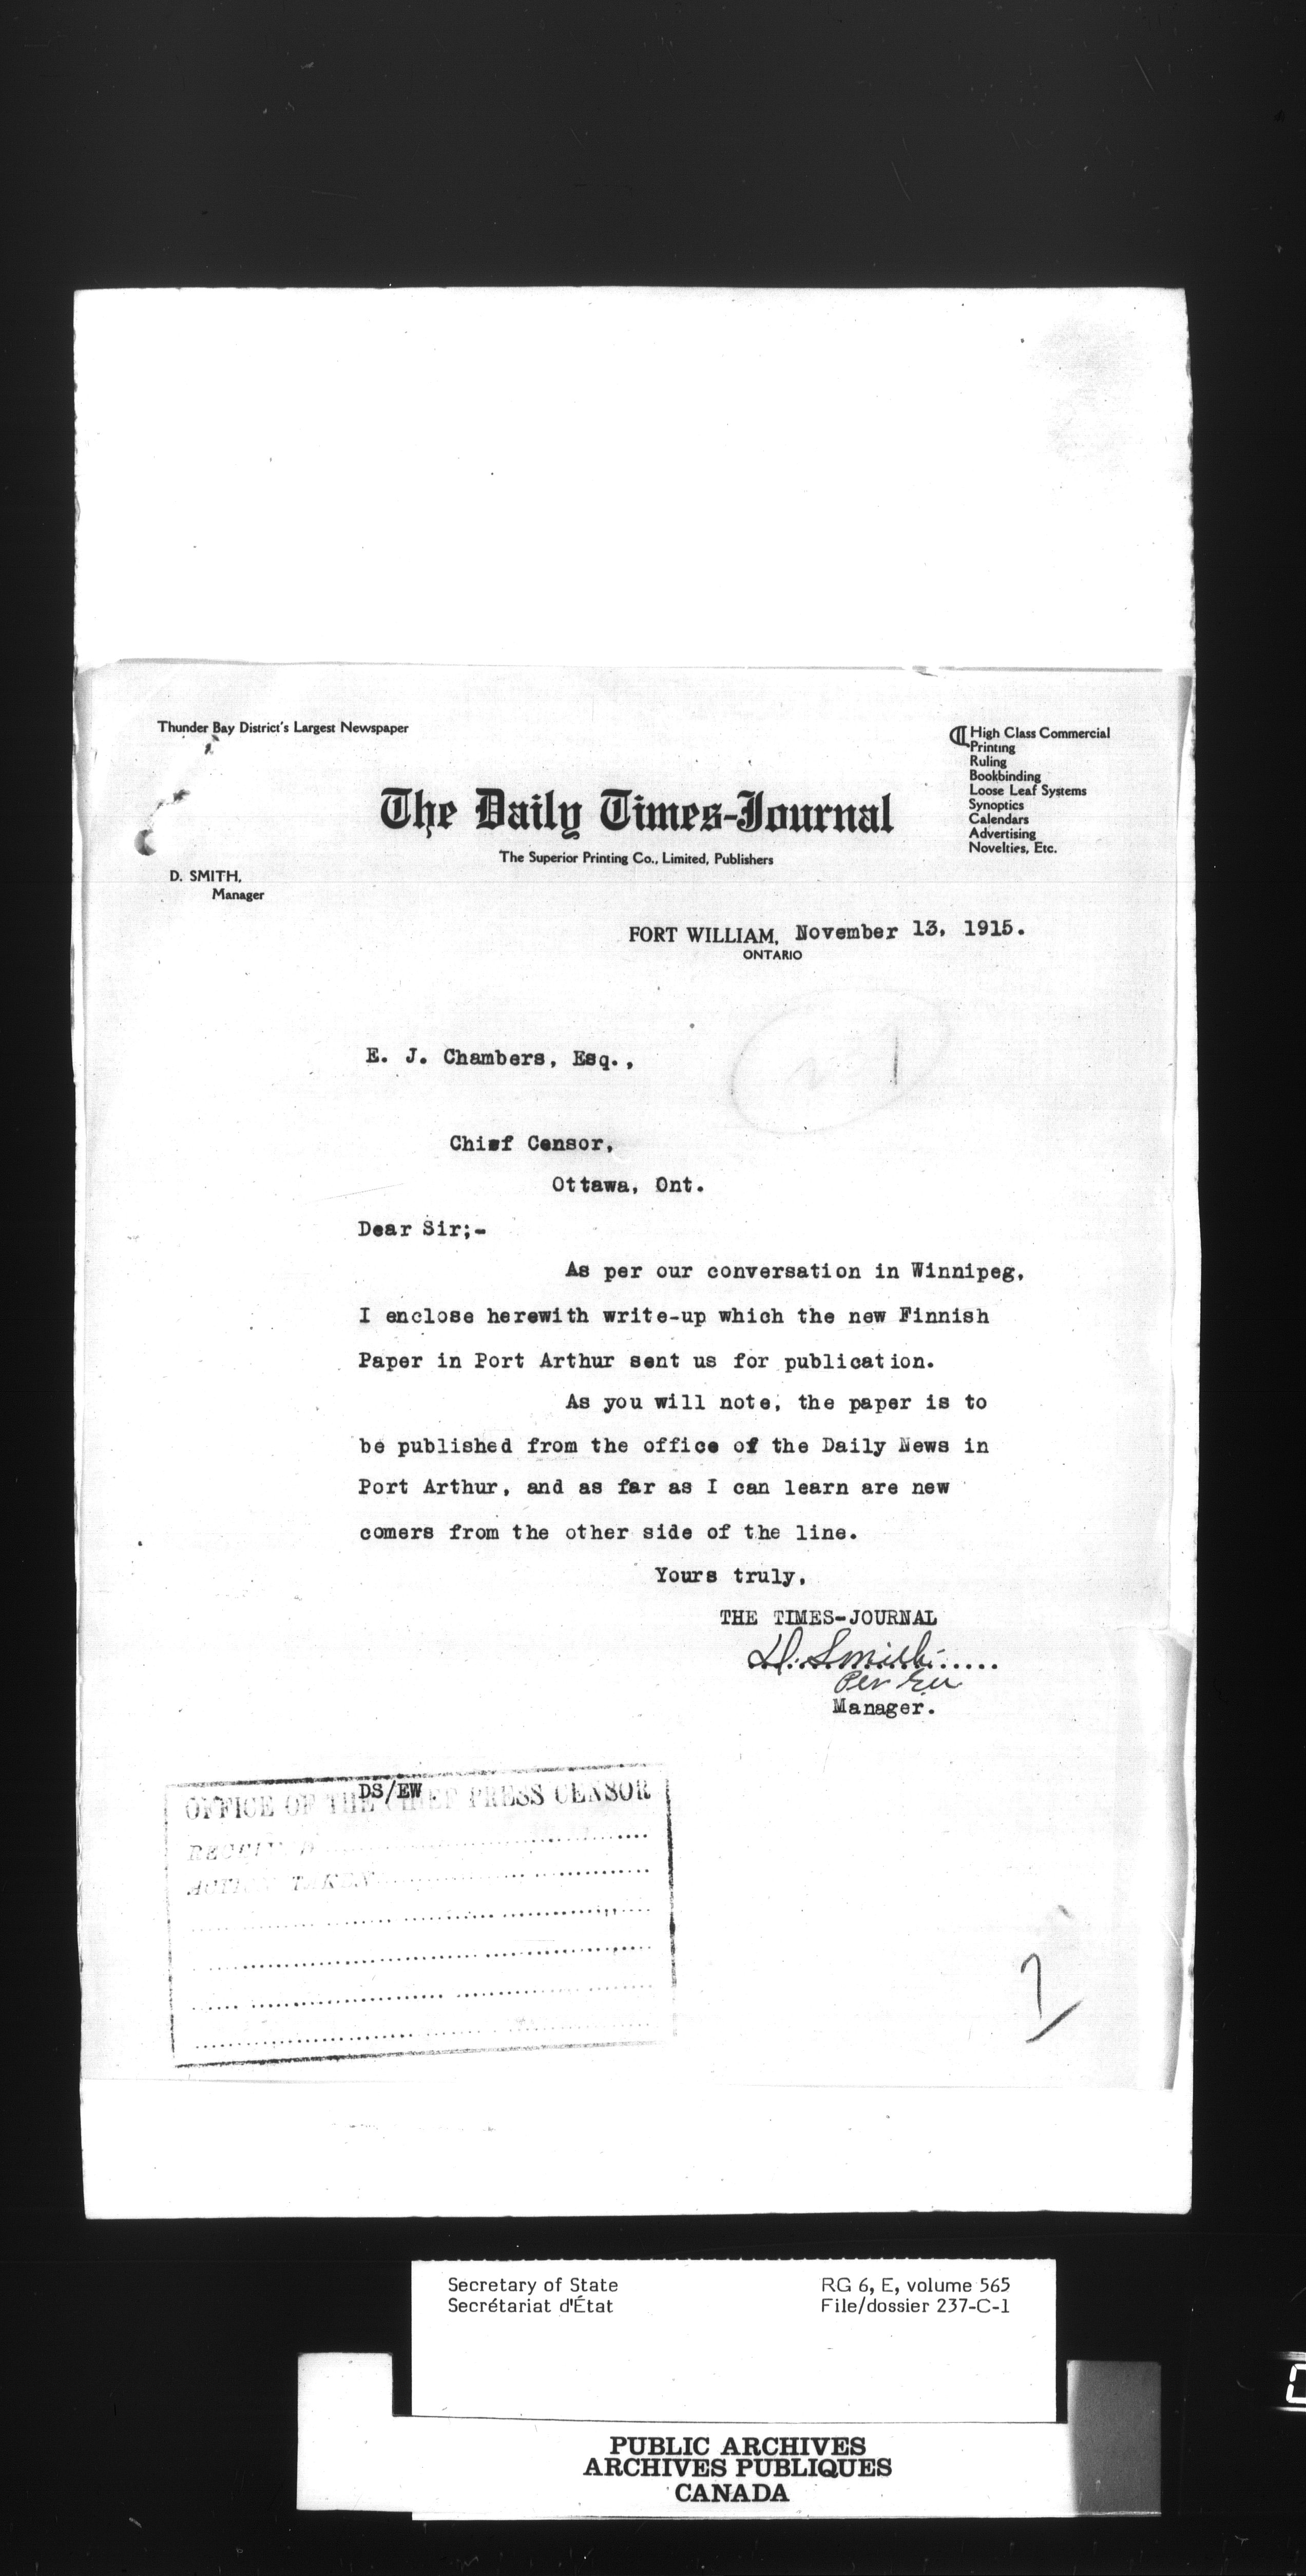 Thunder Bay District's Largest Newspaper
High Class Commercial
Printing
Ruling
Bookbinding
Loose Leaf Systems
Synoptics
Calendars
Advertising
Novelties, Etc.
The Daily Times-Journal
The Superior Printing Co., Limited, Publishers
D. SMITH,
Manager
FORT WILLIAM, November 13, 1915.
ONTARIO
E. J. Chambers, Esq.,
Chief Censor,
Ottawa, Ont.
Dear Sir;-
As per our conversation in Winnipeg,
I enclose herewith write-up which the new Finnish
Paper in Port Arthur sent us for publication.
As you will note, the paper is to
be published from the office of the Daily News in
Port Arthur, and as far as I can learn are new
comers from the other side of the line.
Yours truly,
THE TIMES-JOURNAL
D. Smith
Per EW
Manager.
DS/EW
OFFICE OF THE CHIEF PRESS CENSOR
RECEIVED
ACTION TAKEN
Secretary of State
Secrétariat d'État
RG 6, E, volume 565
File/dossier 237-C-1
PUBLIC ARCHIVES
ARCHIVES PUBLIQUES
CANADA